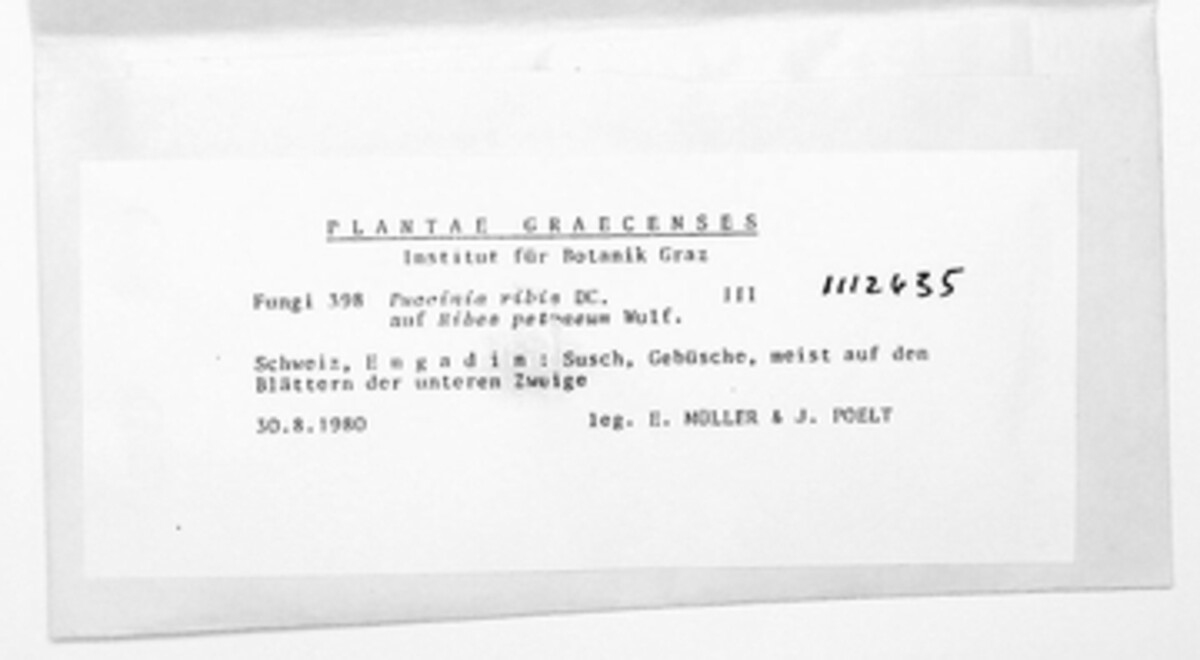 PLANTAE GRAECENSES
Institut für Botanik Graz
Fungi 398 Puccinia ribis DC. III 1112435
auf Ribes petraeum Wulf.
Schweiz, Engadin: Susch, Gebüsche, meist auf den
Blättern der unteren Zweige
30.8.1980 leg. E. MÜLLER & J. POELT